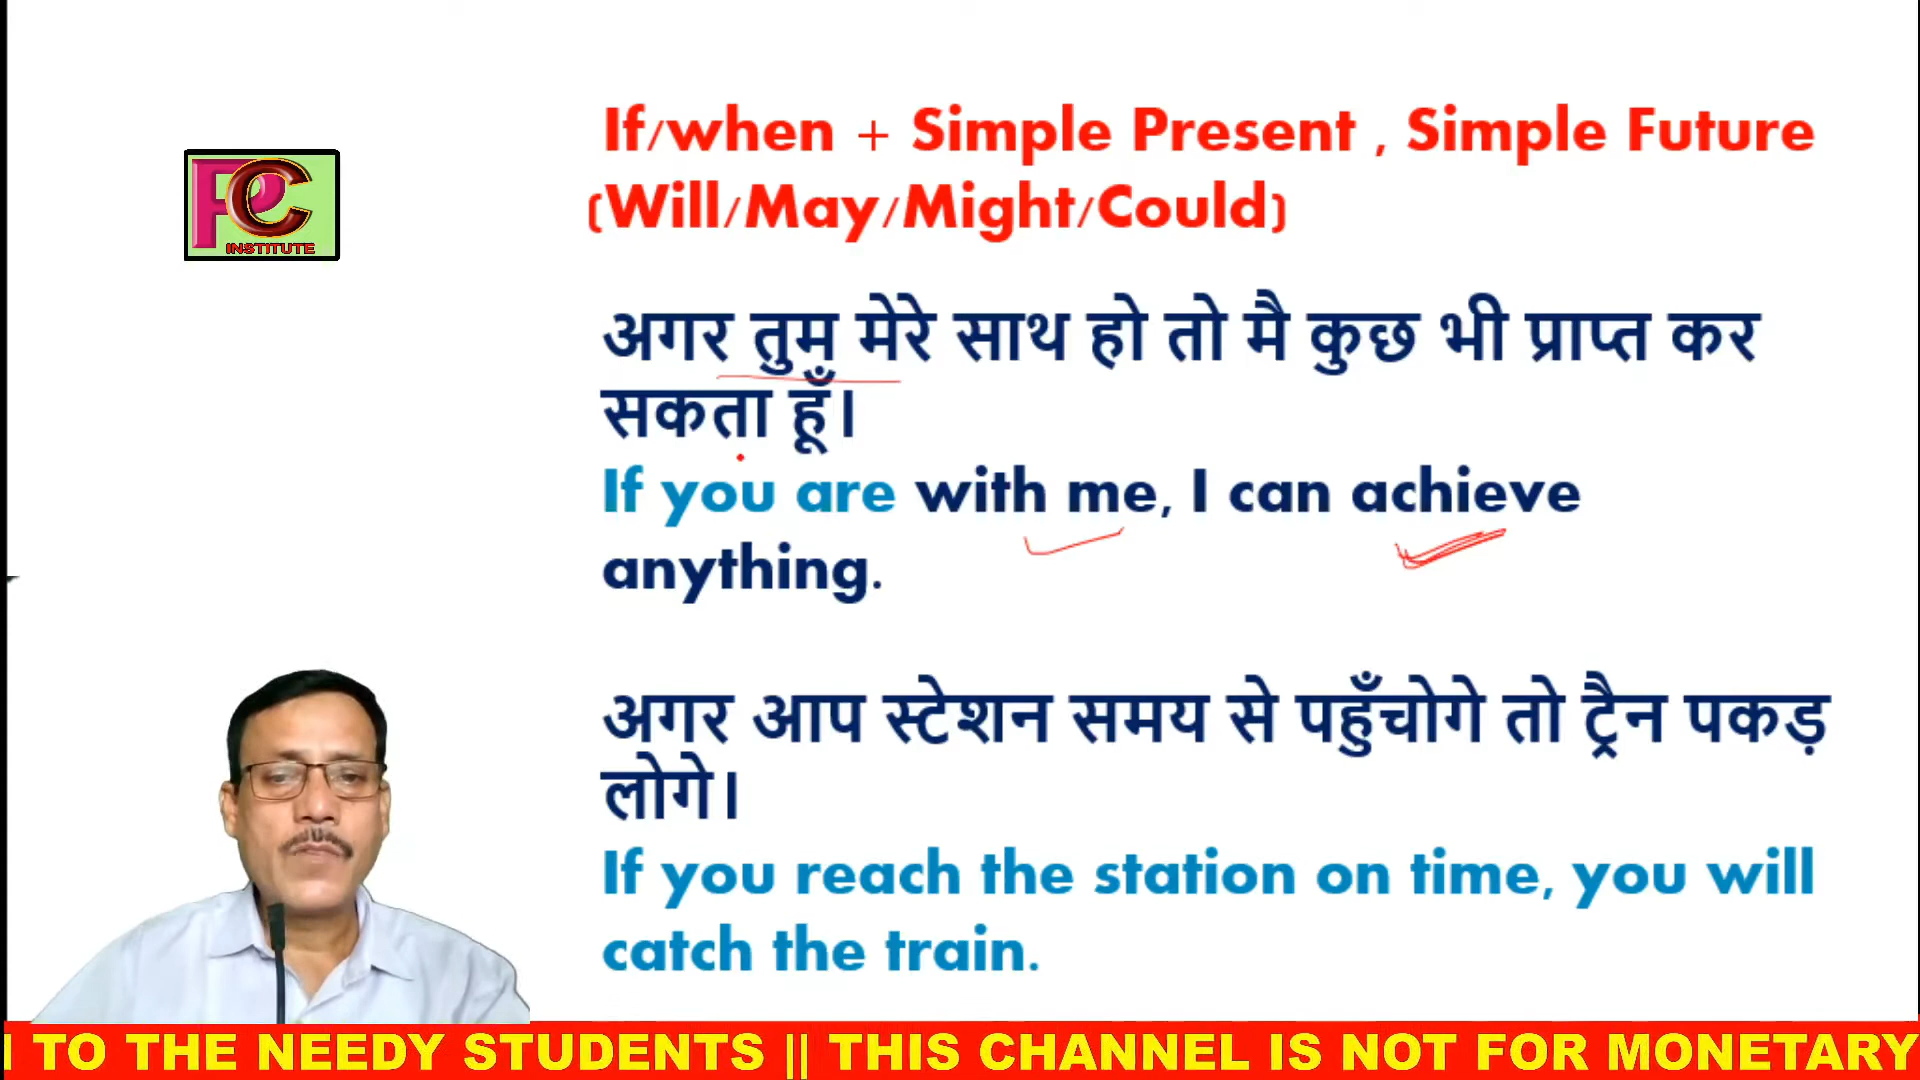 If/when + Simple Present , Simple Future
(Will/May/Might/Could)
PC
INSTITUTE
अगर तुम मेरे साथ हो तो मै कुछ भी प्राप्त कर
सकता हूँ।
If you are with me, I can achieve
anything.
अगर आप स्टेशन समय से पहुँचोगे तो ट्रैन पकड़
लोगे।
If you reach the station on time, you will
catch the train.
TO THE NEEDY STUDENTS || THIS CHANNEL IS NOT FOR MONETARY